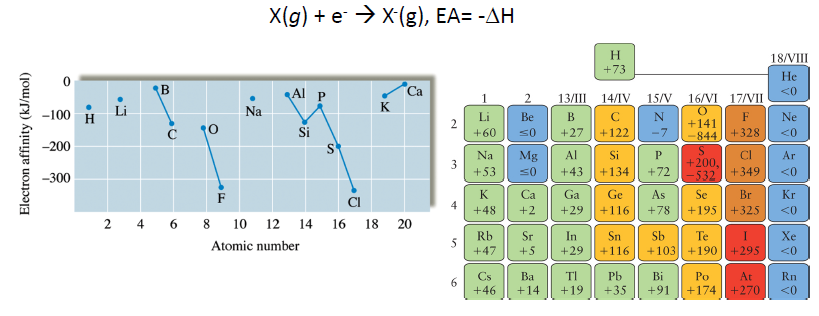 X(g) + e⁻ → X⁻(g), EA= -ΔH
Electron affinity (kJ/mol)
0
−100
−200
−300
H
Li
B
C
O
F
Na
Al
Si
P
S
Cl
K
Ca
2 4 6 8 10 12 14 16 18 20
Atomic number
H
+73
18/VIII
He
<0
1 2 13/III 14/IV 15/V 16/VI 17/VII
2
Li
+60
Be
≤0
B
+27
C
+122
N
−7
O
+141
−844
F
+328
Ne
<0
3
Na
+53
Mg
≤0
Al
+43
Si
+134
P
+72
S
+200,
−532
Cl
+349
Ar
<0
4
K
+48
Ca
+2
Ga
+29
Ge
+116
As
+78
Se
+195
Br
+325
Kr
<0
5
Rb
+47
Sr
+5
In
+29
Sn
+116
Sb
+103
Te
+190
I
+295
Xe
<0
6
Cs
+46
Ba
+14
Tl
+19
Pb
+35
Bi
+91
Po
+174
At
+270
Rn
<0